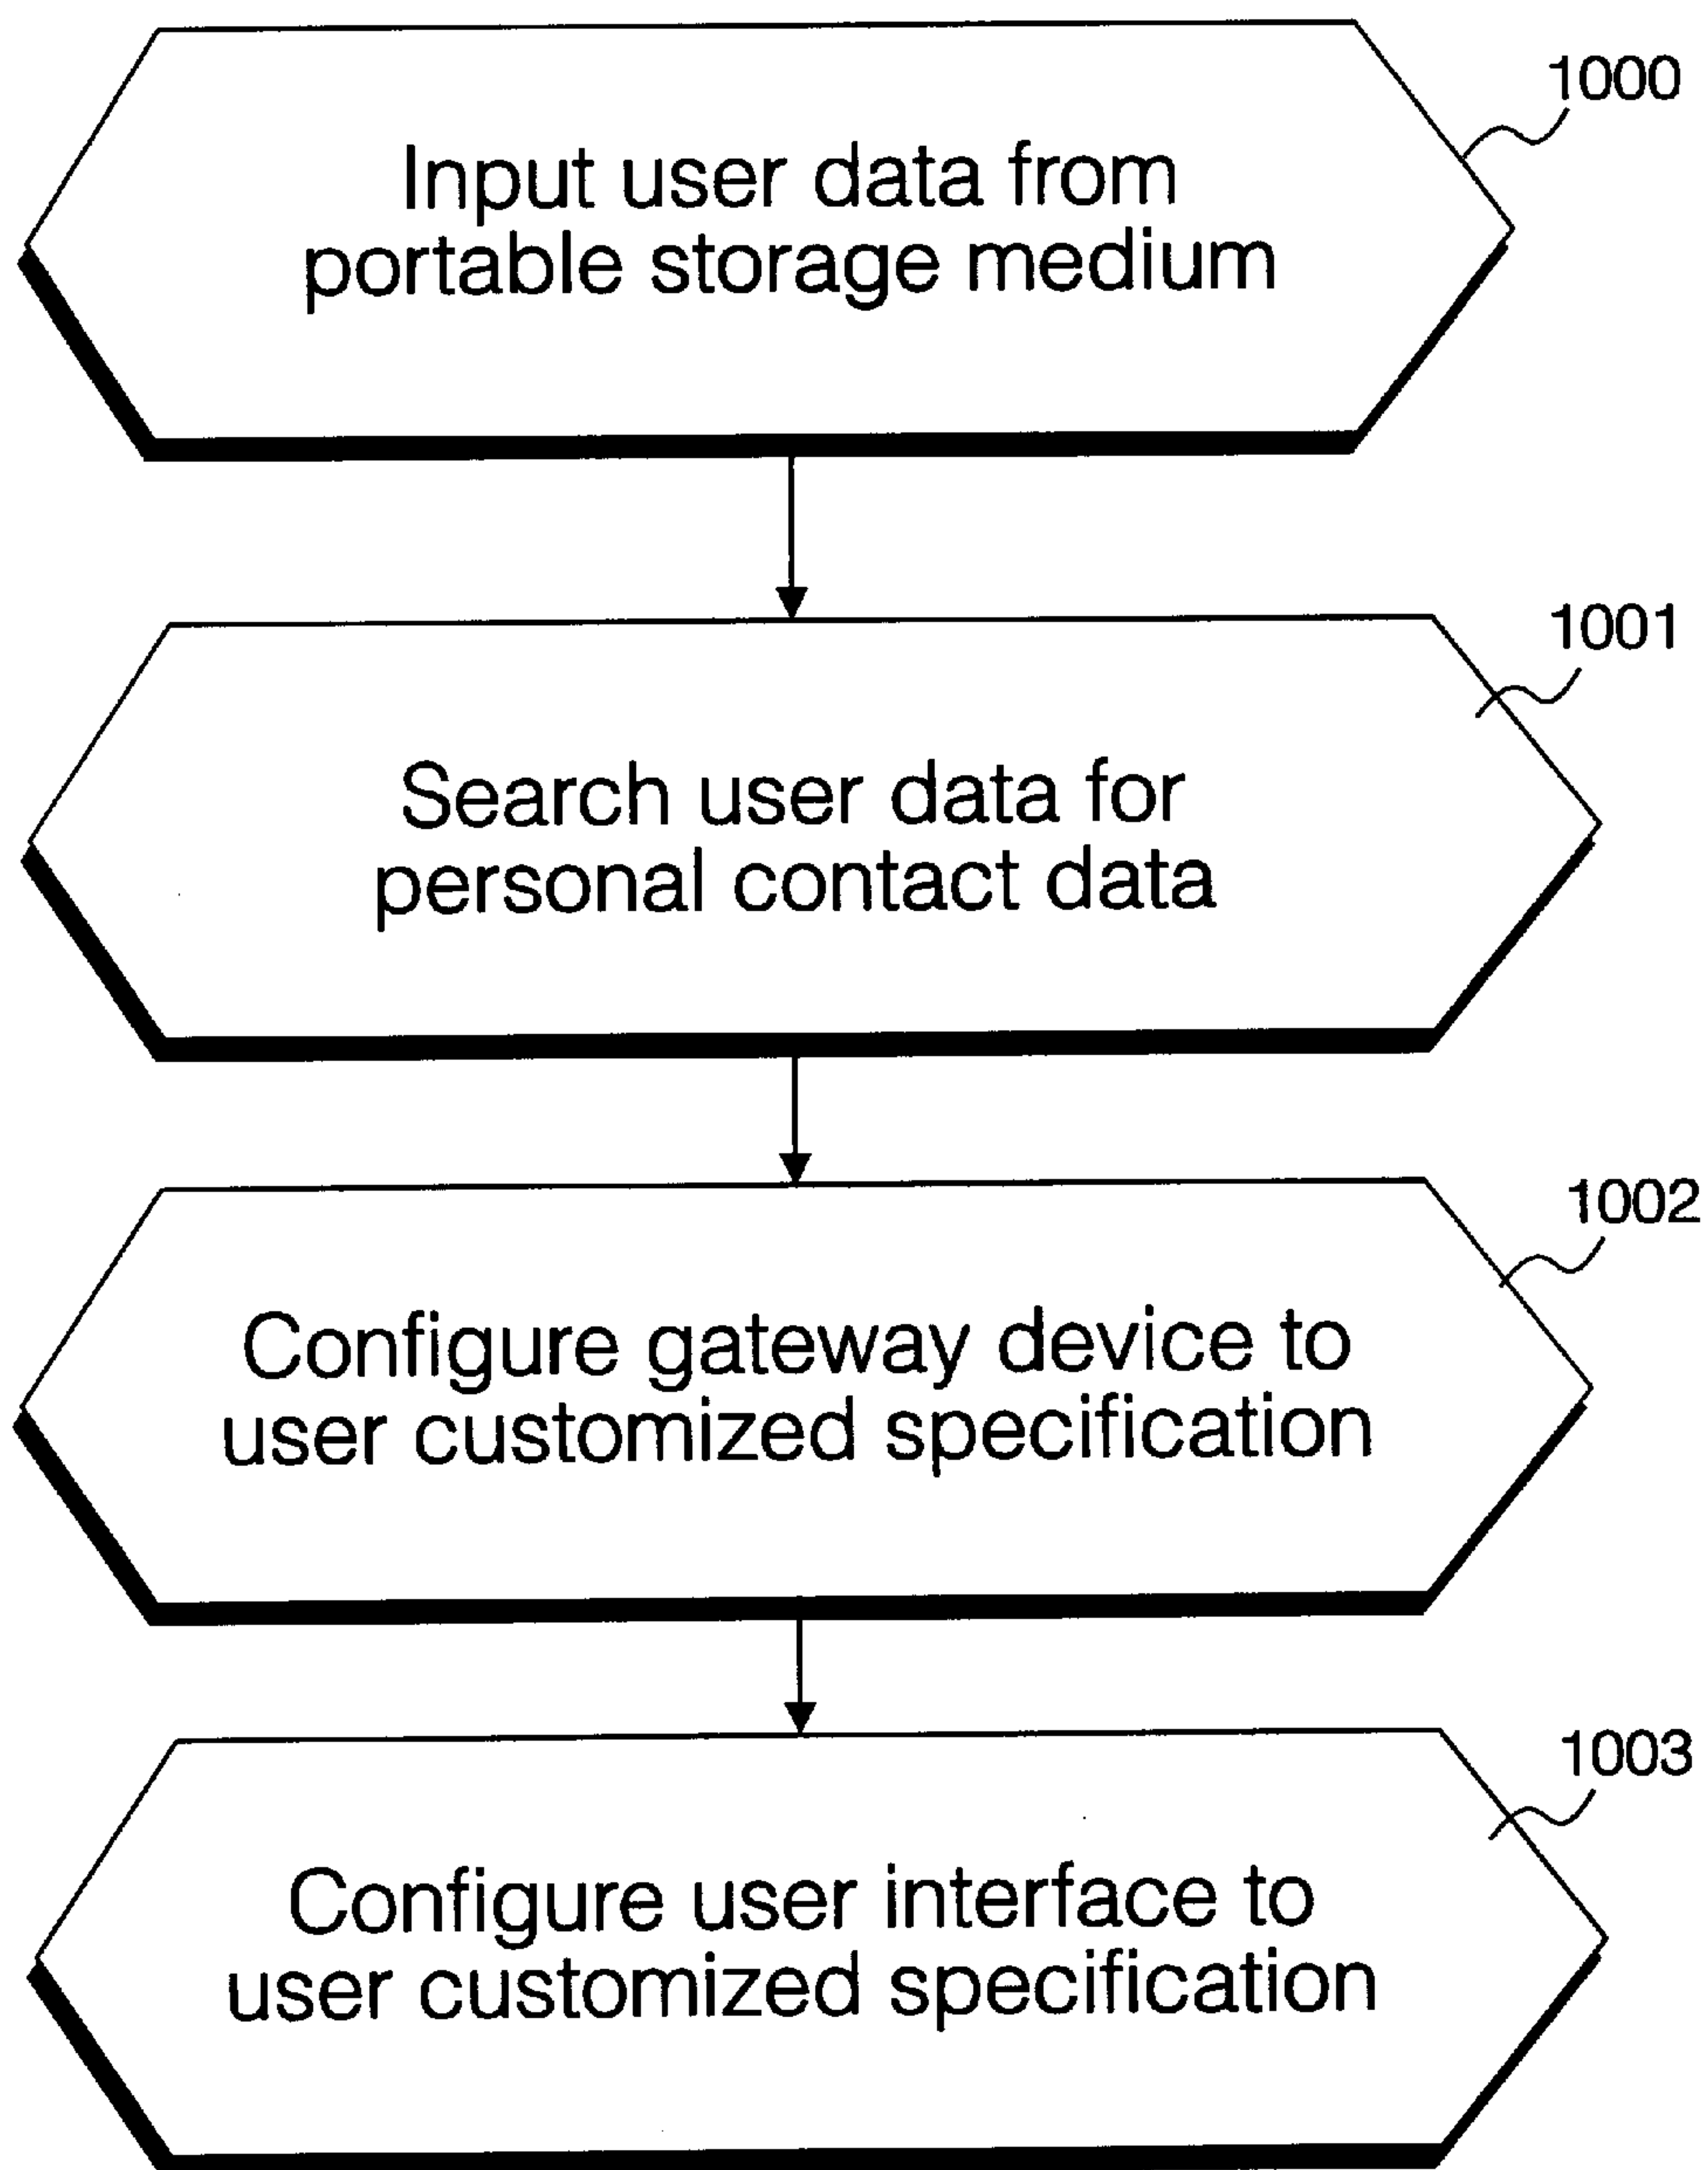 1000
Input user data from
portable storage medium
1001
Search user data for
personal contact data
1002
Configure gateway device to
user customized specification
1003
Configure user interface to
user customized specification